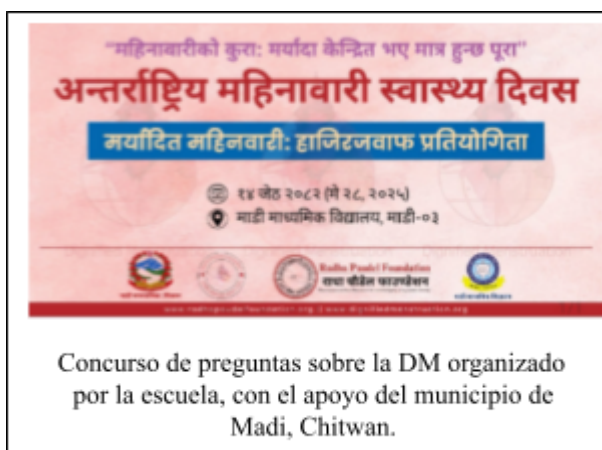 “महिनावारीको कुरा: मर्यादा केन्द्रित भए मात्र हुन्छ पूरा”
अन्तर्राष्ट्रिय महिनावारी स्वास्थ्य दिवस
मर्यादित महिनवारी: हाजिरजवाफ प्रतियोगिता
१४ जेठ २०८२ (मे २८, २०२५)
माडी माध्यमिक विद्यालय, माडी-०३
Radha Paudel Foundation
राधा पौडेल फाउण्डेसन
Concurso de preguntas sobre la DM organizado
por la escuela, con el apoyo del municipio de
Madi, Chitwan.